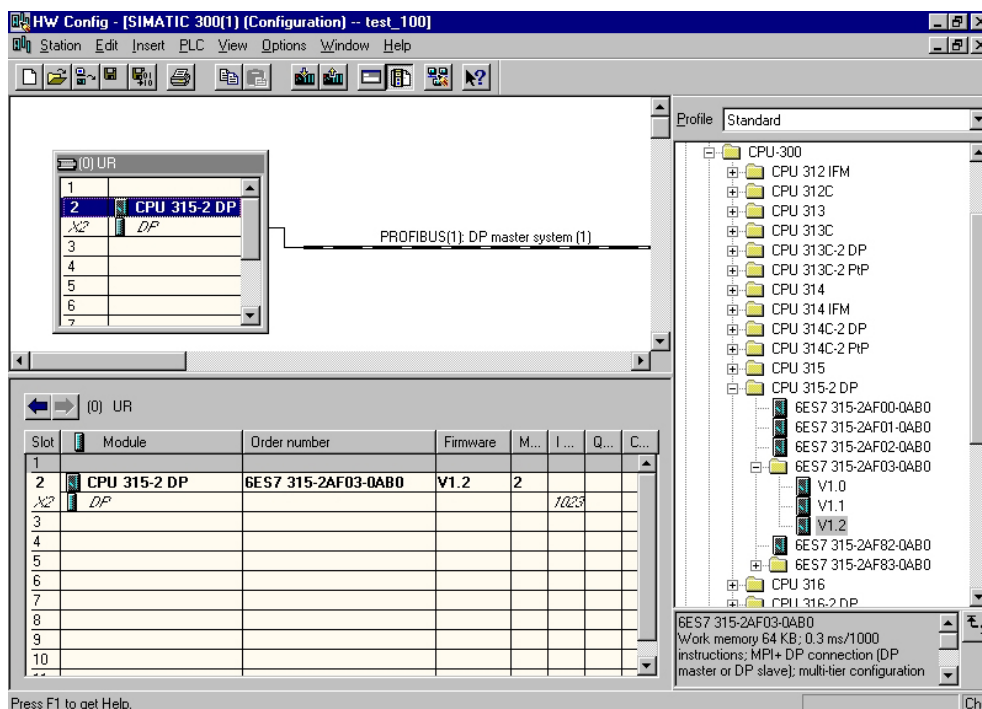 HW Config - [SIMATIC 300(1) (Configuration) -- test_100]
Station Edit Insert PLC View Options Window Help
(0) UR
1
2 CPU 315-2 DP
X2 DP
3
4
5
6
7
PROFIBUS(1): DP master system (1)
Profile Standard
CPU-300
CPU 312 IFM
CPU 312C
CPU 313
CPU 313C
CPU 313C-2 DP
CPU 313C-2 PtP
CPU 314
CPU 314 IFM
CPU 314C-2 DP
CPU 314C-2 PtP
CPU 315
CPU 315-2 DP
6ES7 315-2AF00-0AB0
6ES7 315-2AF01-0AB0
6ES7 315-2AF02-0AB0
6ES7 315-2AF03-0AB0
V1.0
V1.1
V1.2
6ES7 315-2AF82-0AB0
6ES7 315-2AF83-0AB0
CPU 316
CPU 316-2 DP
(0) UR
Slot Module Order number Firmware M... I ... Q... C...
1
2 CPU 315-2 DP 6ES7 315-2AF03-0AB0 V1.2 2
X2 DP 1023
3
4
5
6
7
8
9
10
11
6ES7 315-2AF03-0AB0
Work memory 64 KB; 0.3 ms/1000
instructions; MPI+ DP connection (DP
master or DP slave); multi-tier configuration
Press F1 to get Help.
Ch